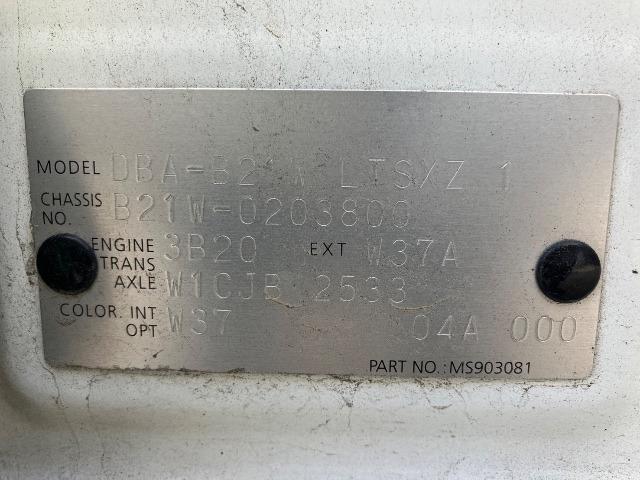 MODEL DBA-B21W LTSXZ 1
CHASSIS NO. B21W-0203800
ENGINE 3B20 EXT W37A
TRANS AXLE W1CJB 2533
COLOR. INT OPT W37 04A 000
PART NO.:MS903081